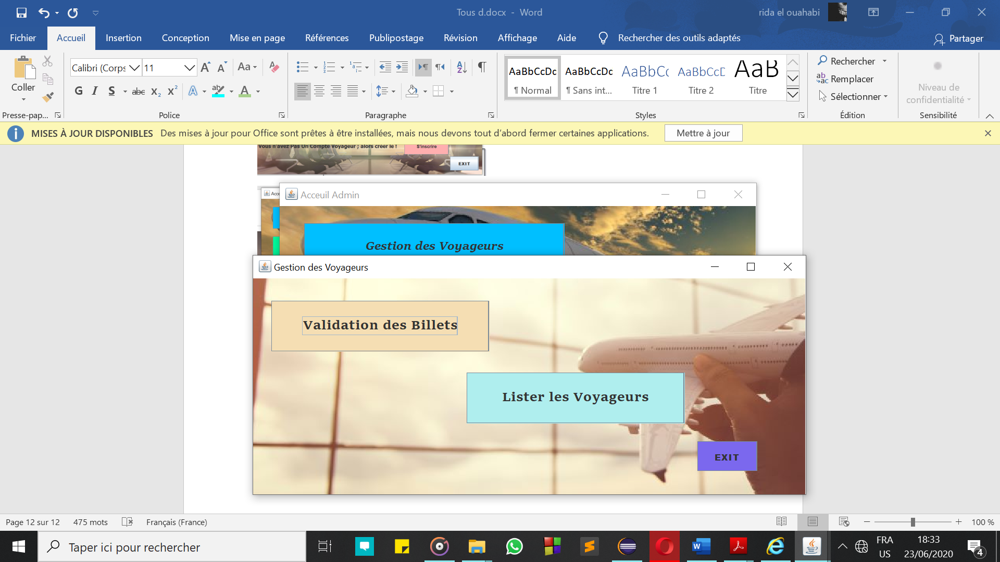 Tous d.docx - Word
rida el ouahabi
Fichier Accueil Insertion Conception Mise en page Références Publipostage Révision Affichage Aide Rechercher des outils adaptés Partager
Coller
Calibri (Corps 11
AaBbCcDc AaBbCcDc AaBbCc AaBbCcD AaB
¶ Normal ¶ Sans int... Titre 1 Titre 2 Titre
Rechercher
Remplacer
Sélectionner
Niveau de
confidentialité
Presse-pap... Police Paragraphe Styles Édition Sensibilité
MISES À JOUR DISPONIBLES Des mises à jour pour Office sont prêtes à être installées, mais nous devons tout d'abord fermer certaines applications. Mettre à jour
Vous n'avez Pas Un Compte Voyageur ; alors creer le ! S'inscrire
EXIT
Acce
Acceuil Admin
Gestion des Voyageurs
Gestion des Voyageurs
Validation des Billets
Lister les Voyageurs
EXIT
Page 12 sur 12 475 mots Français (France) 100 %
Taper ici pour rechercher
FRA
US
18:33
23/06/2020
4